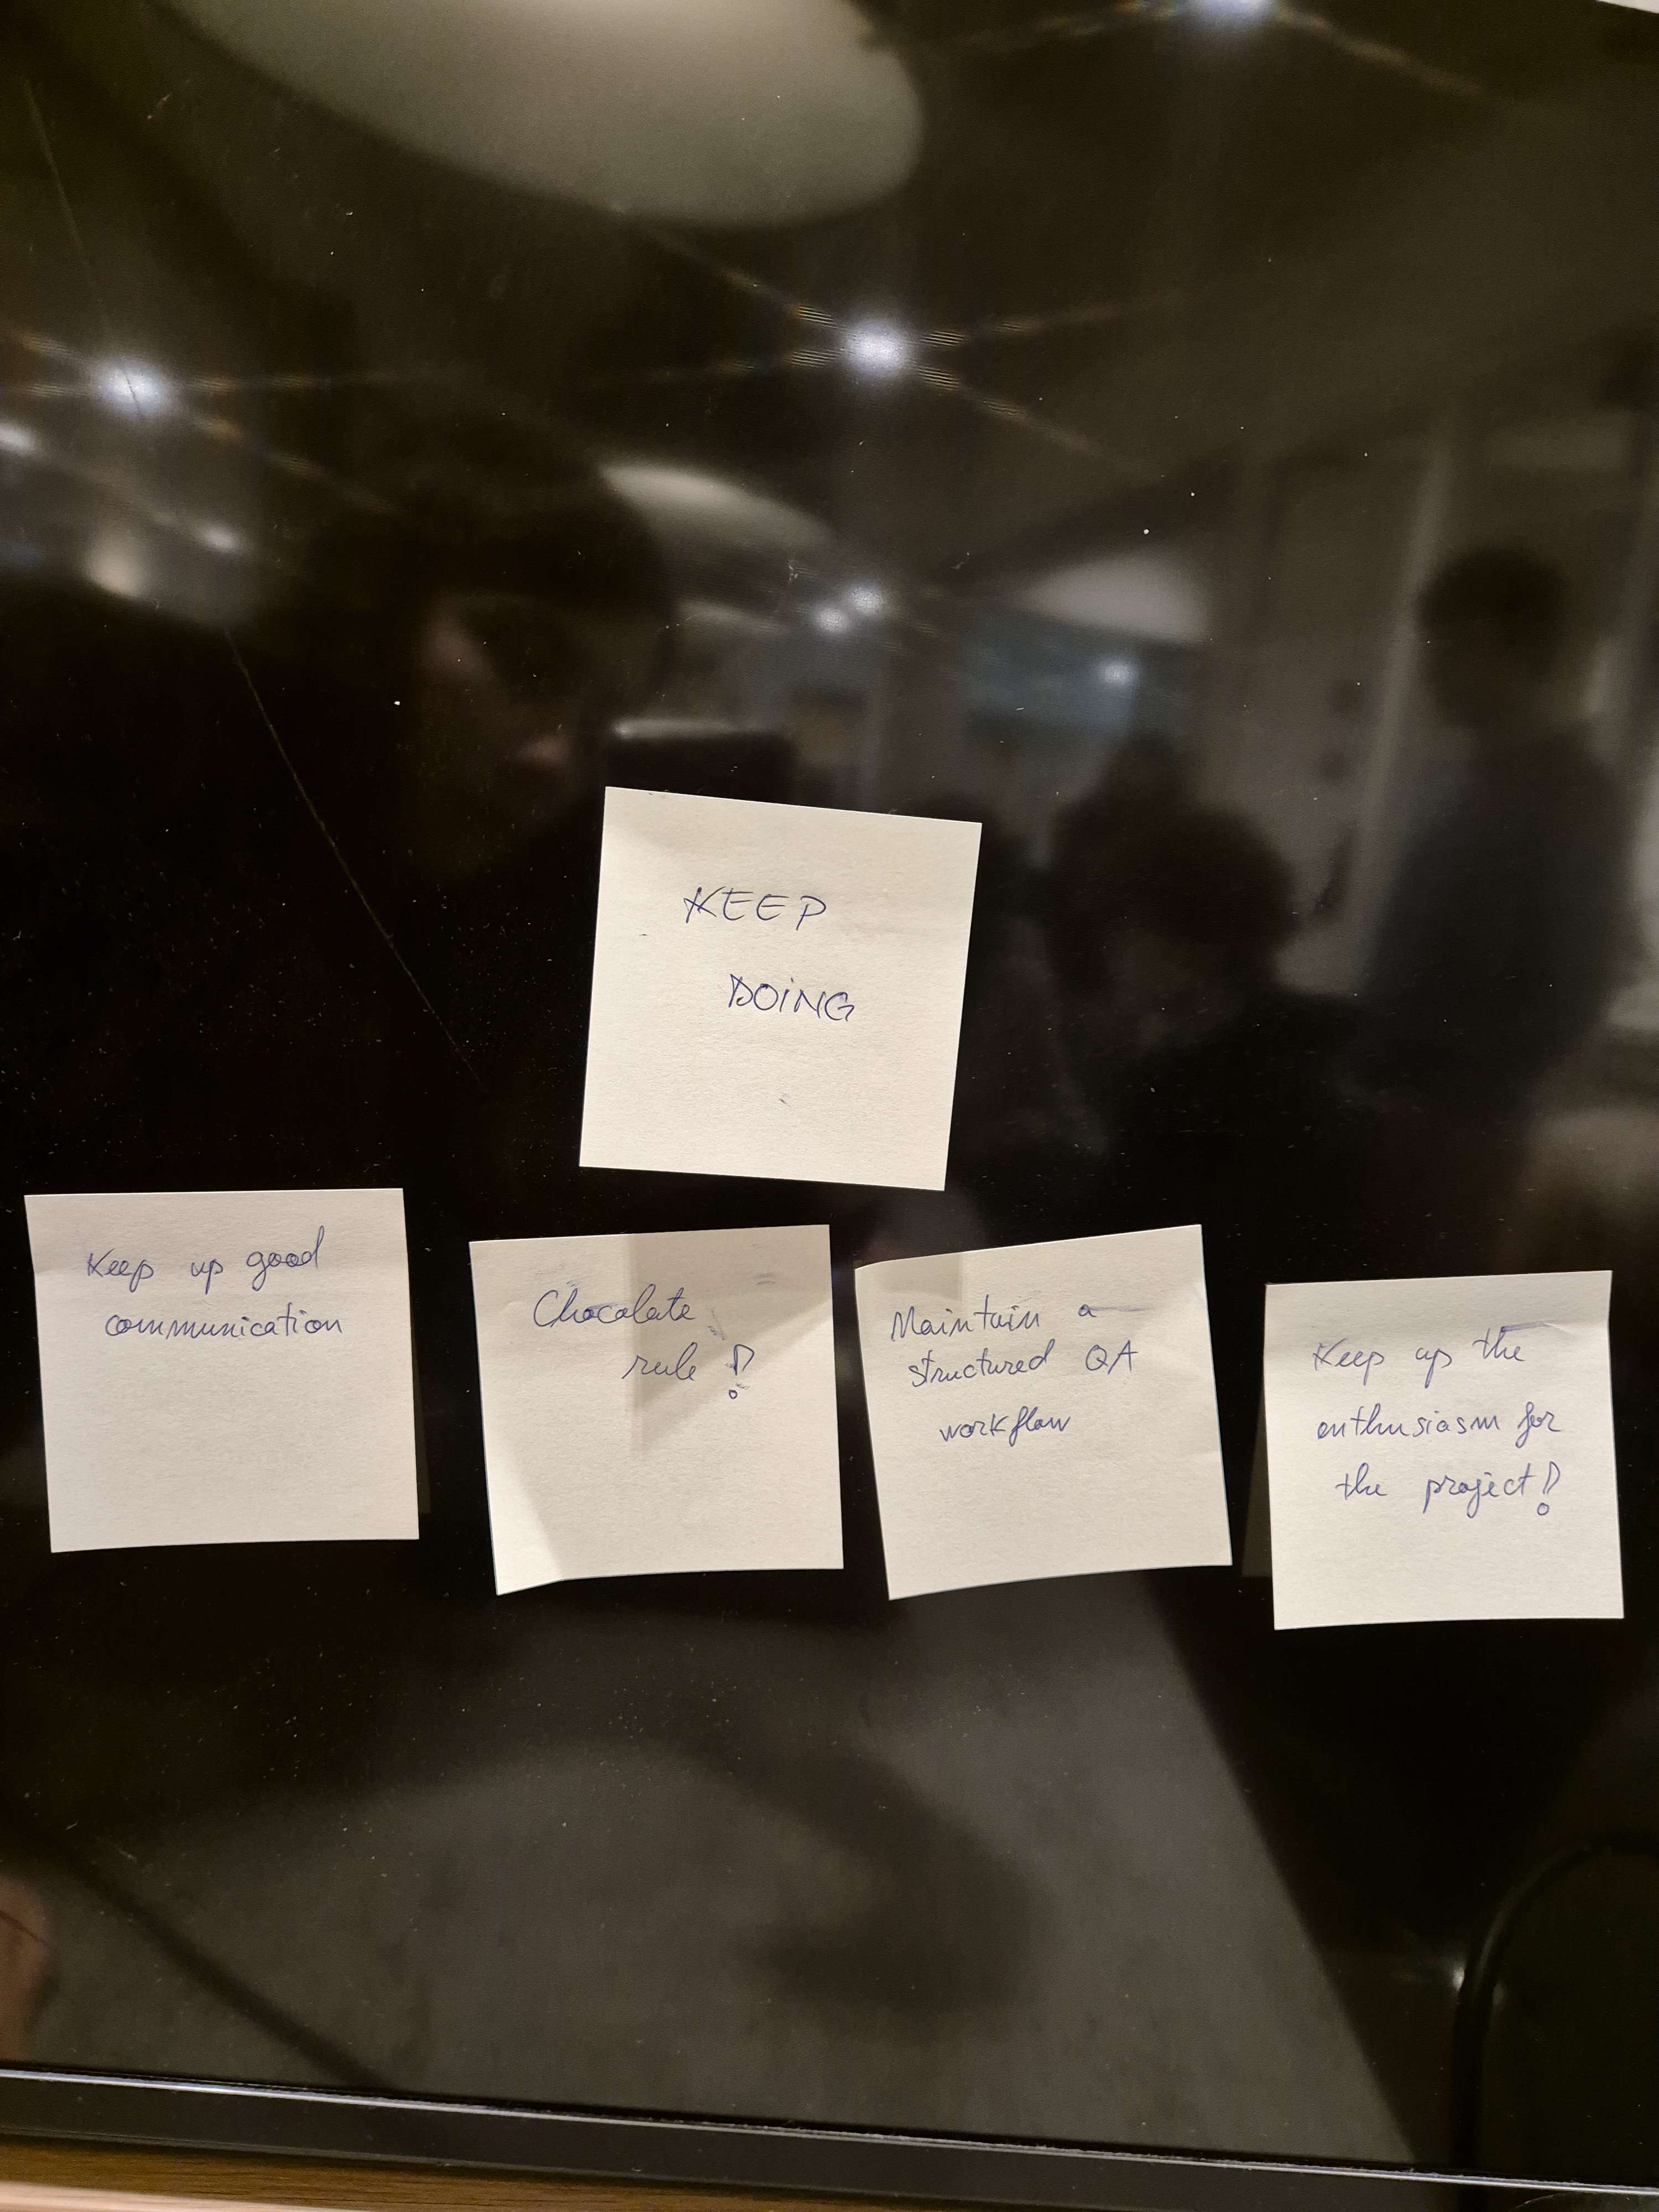 KEEP
DOING
Keep up good
communication
Chocolate
rule!
Maintain a
structured QA
workflow
Keep up the
enthusiasm for
the project!